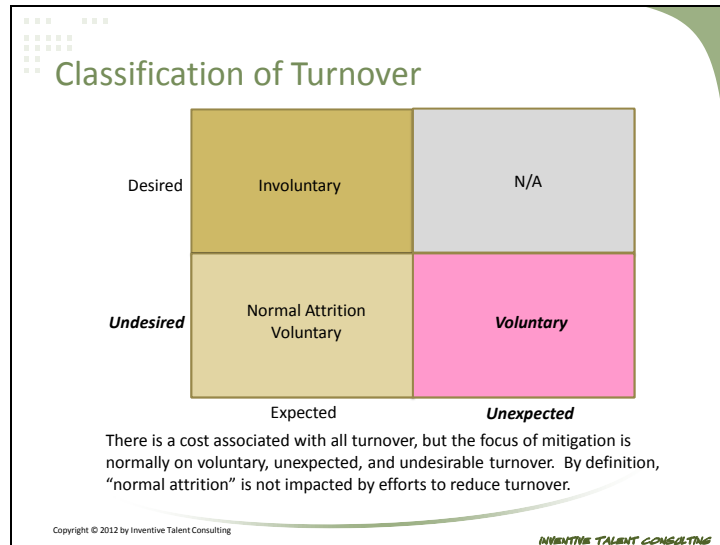 Classification of Turnover
Desired
Involuntary
N/A
Undesired
Normal Attrition
Voluntary
Voluntary
Expected
Unexpected
There is a cost associated with all turnover, but the focus of mitigation is
normally on voluntary, unexpected, and undesirable turnover.  By definition,
“normal attrition” is not impacted by efforts to reduce turnover.
Copyright © 2012 by Inventive Talent Consulting
INVENTIVE TALENT CONSULTING